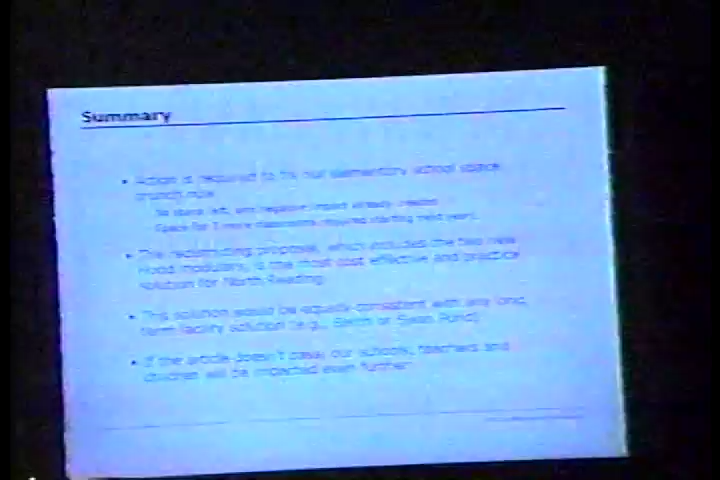 Summary
• Action is required to fix our elementary school space
crunch now
No space left, and negative impact already created
Space for 3 more classrooms required starting next year
• The redistricting proposal, which includes the two new
Hood modulars, is the most cost effective and practical
solution for North Reading
• This solution would be equally consistent with any long
term facility solution (e.g., Batch or Swan Pond)
• If the article doesn't pass, our schools, teachers and
children will be impacted even further